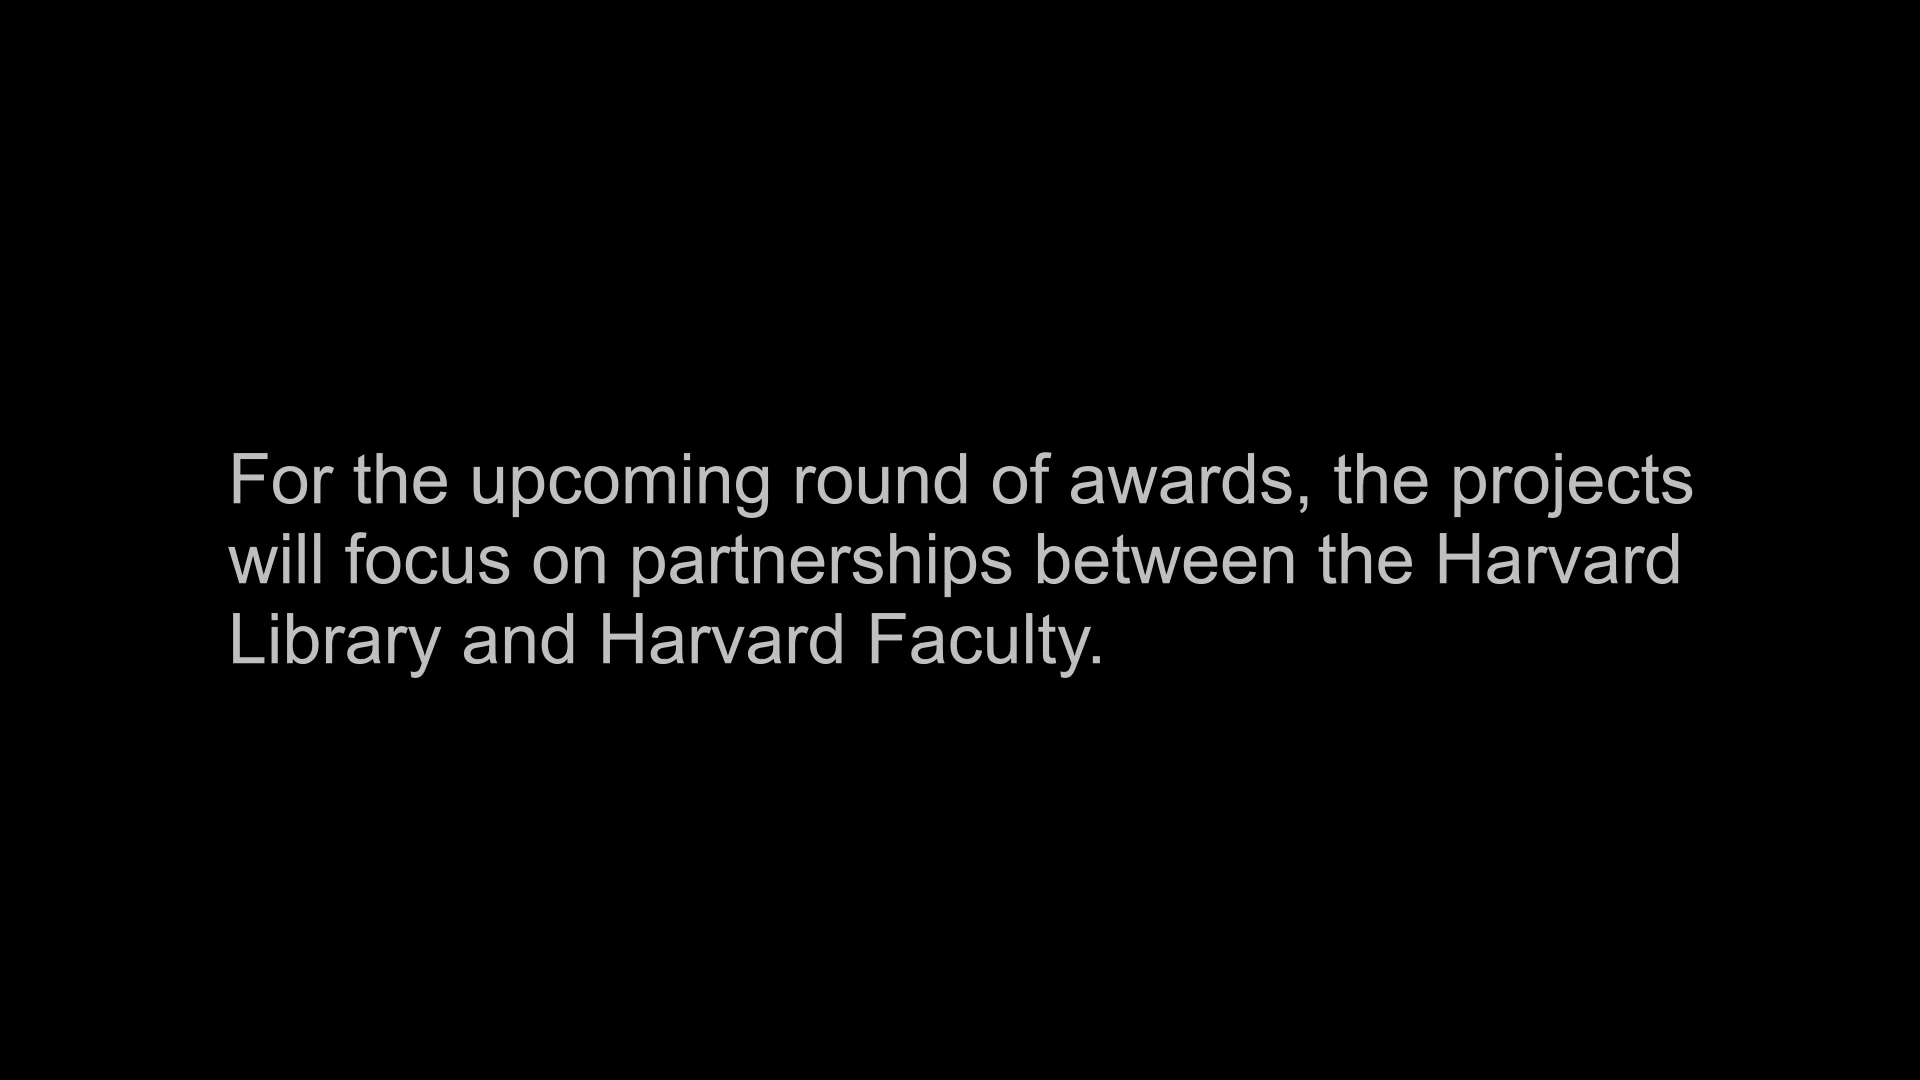 For the upcoming round of awards, the projects
will focus on partnerships between the Harvard
Library and Harvard Faculty.